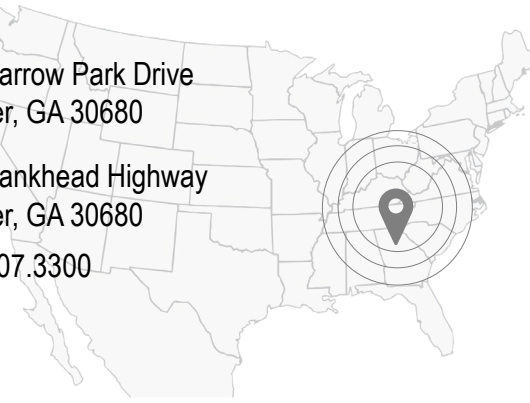 arrow Park Drive
er, GA 30680
ankhead Highway
er, GA 30680
07.3300